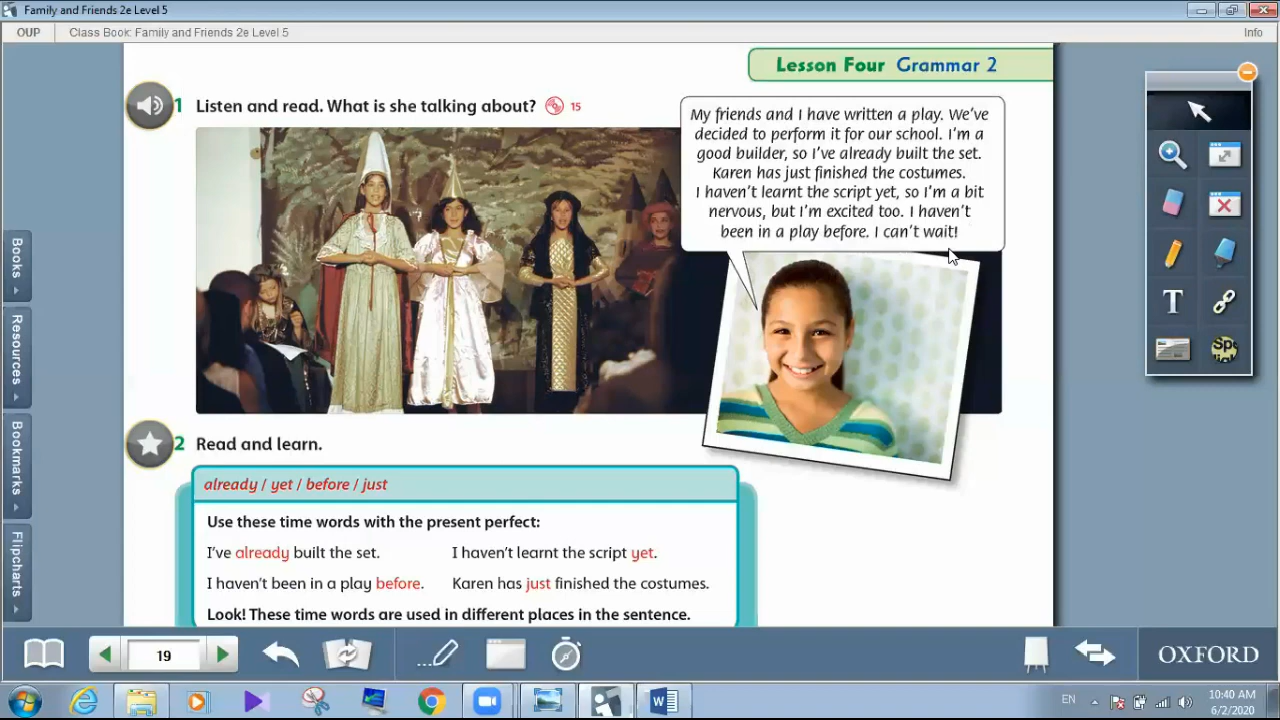 Family and Friends 2e Level 5
OUP
Class Book: Family and Friends 2e Level 5
Info
Lesson Four Grammar 2
1 Listen and read. What is she talking about? 15
My friends and I have written a play. We've
decided to perform it for our school. I'm a
good builder, so I've already built the set.
Karen has just finished the costumes.
I haven't learnt the script yet, so I'm a bit
nervous, but I'm excited too. I haven't
been in a play before. I can't wait!
2 Read and learn.
already / yet / before / just
Use these time words with the present perfect:
I've already built the set. I haven't learnt the script yet.
I haven't been in a play before. Karen has just finished the costumes.
Look! These time words are used in different places in the sentence.
Books
Resources
Bookmarks
Flipcharts
T
19
OXFORD
EN
10:40 AM
6/2/2020